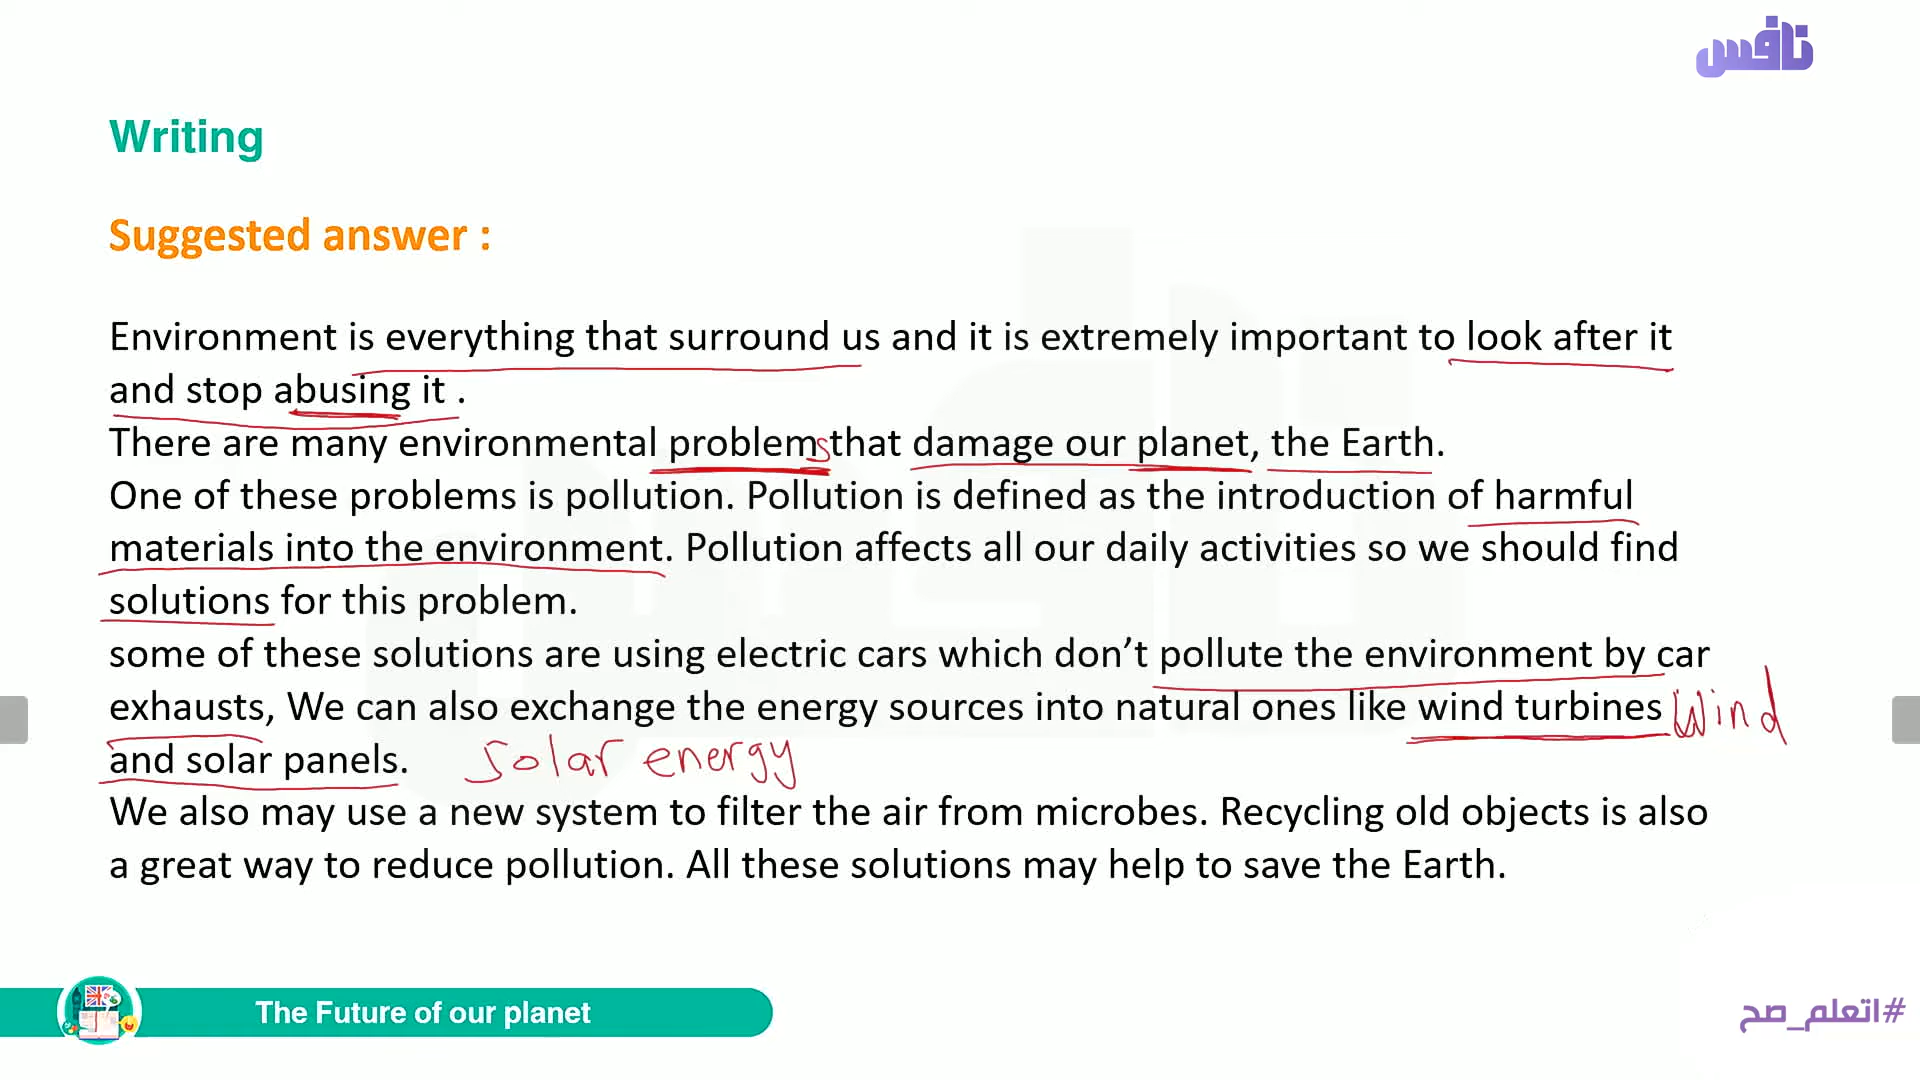 نافس
Writing
Suggested answer :
Environment is everything that surround us and it is extremely important to look after it
and stop abusing it .
There are many environmental problems that damage our planet, the Earth.
One of these problems is pollution. Pollution is defined as the introduction of harmful
materials into the environment. Pollution affects all our daily activities so we should find
solutions for this problem.
some of these solutions are using electric cars which don’t pollute the environment by car
exhausts, We can also exchange the energy sources into natural ones like wind turbines wind
and solar panels. solar energy
We also may use a new system to filter the air from microbes. Recycling old objects is also
a great way to reduce pollution. All these solutions may help to save the Earth.
The Future of our planet
#اتعلم_صح